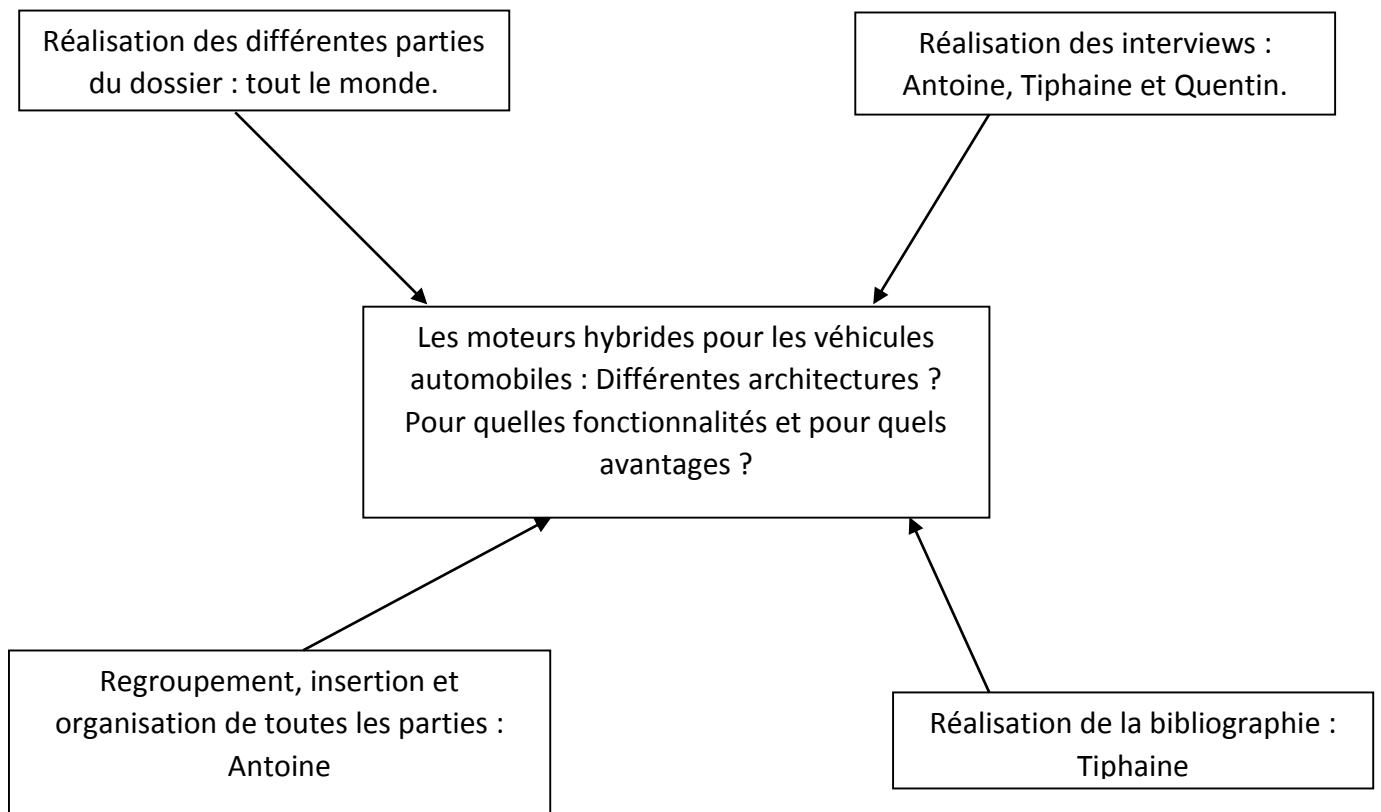 Réalisation des différentes parties
du dossier : tout le monde.
Réalisation des interviews :
Antoine, Tiphaine et Quentin.
Les moteurs hybrides pour les véhicules
automobiles : Différentes architectures ?
Pour quelles fonctionnalités et pour quels
avantages ?
Regroupement, insertion et
organisation de toutes les parties :
Antoine
Réalisation de la bibliographie :
Tiphaine